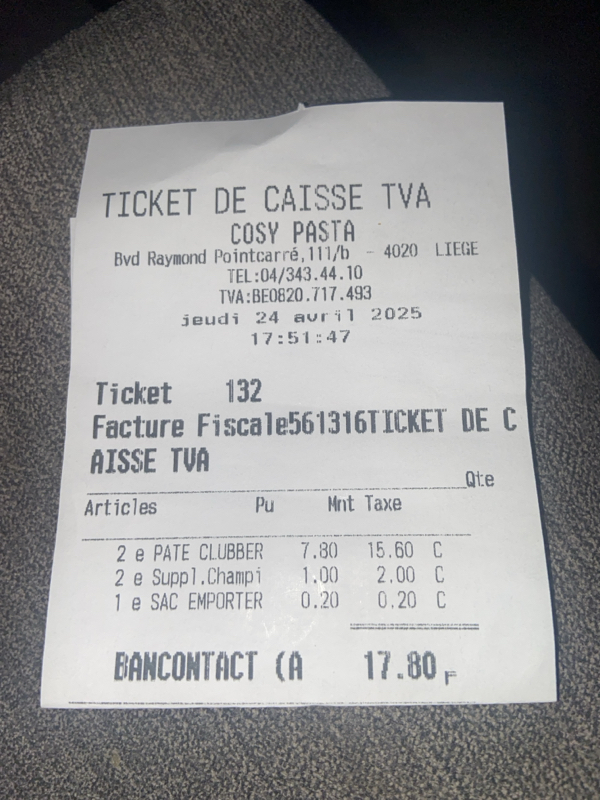 TICKET DE CAISSE TVA
COSY PASTA
Bvd Raymond Pointcarré,111/b - 4020 LIEGE
TEL:04/343.44.10
TVA:BE0820.717.493
jeudi 24 avril 2025
17:51:47
Ticket 132
Facture Fiscale561316TICKET DE C
AISSE TVA
Qte
Articles Pu Mnt Taxe
2 e PATE CLUBBER 7.80 15.60 C
2 e Suppl.Champi 1.00 2.00 C
1 e SAC EMPORTER 0.20 0.20 C
BANCONTACT (A 17.80 F